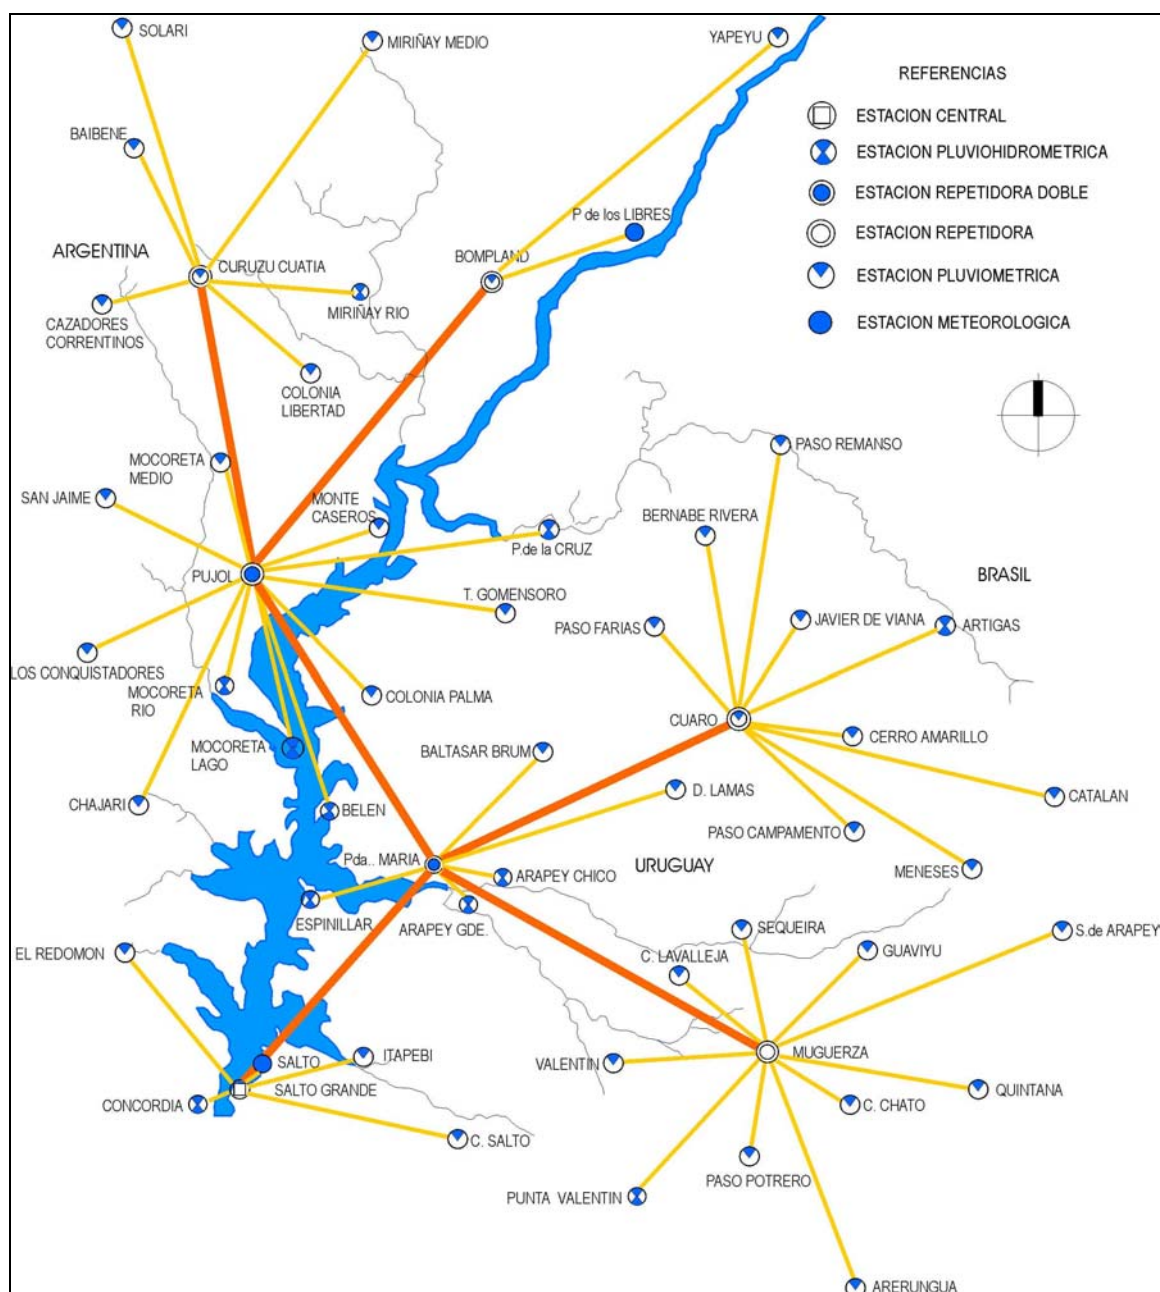 SOLARI
MIRIÑAY MEDIO
YAPEYU
REFERENCIAS
ESTACION CENTRAL
ESTACION PLUVIOHIDROMETRICA
ESTACION REPETIDORA DOBLE
ESTACION REPETIDORA
ESTACION PLUVIOMETRICA
ESTACION METEOROLOGICA
BAIBENE
P de los LIBRES
ARGENTINA
CURUZU CUATIA
BOMPLAND
CAZADORES
CORRENTINOS
MIRIÑAY RIO
COLONIA
LIBERTAD
MOCORETA
MEDIO
PASO REMANSO
SAN JAIME
MONTE
CASEROS
BERNABE RIVERA
P.de la CRUZ
PUJOL
BRASIL
T. GOMENSORO
PASO FARIAS
JAVIER DE VIANA
ARTIGAS
LOS CONQUISTADORES
MOCORETA
RIO
COLONIA PALMA
CUARO
CERRO AMARILLO
MOCORETA
LAGO
BALTASAR BRUM
D. LAMAS
CATALAN
CHAJARI
BELEN
PASO CAMPAMENTO
Pda.. MARIA
ARAPEY CHICO
URUGUAY
MENESES
ESPINILLAR
ARAPEY GDE.
SEQUEIRA
S.de ARAPEY
EL REDOMON
C. LAVALLEJA
GUAVIYU
SALTO
ITAPEBI
VALENTIN
MUGUERZA
SALTO GRANDE
QUINTANA
CONCORDIA
C. CHATO
C. SALTO
PASO POTRERO
PUNTA VALENTIN
ARERUNGUA